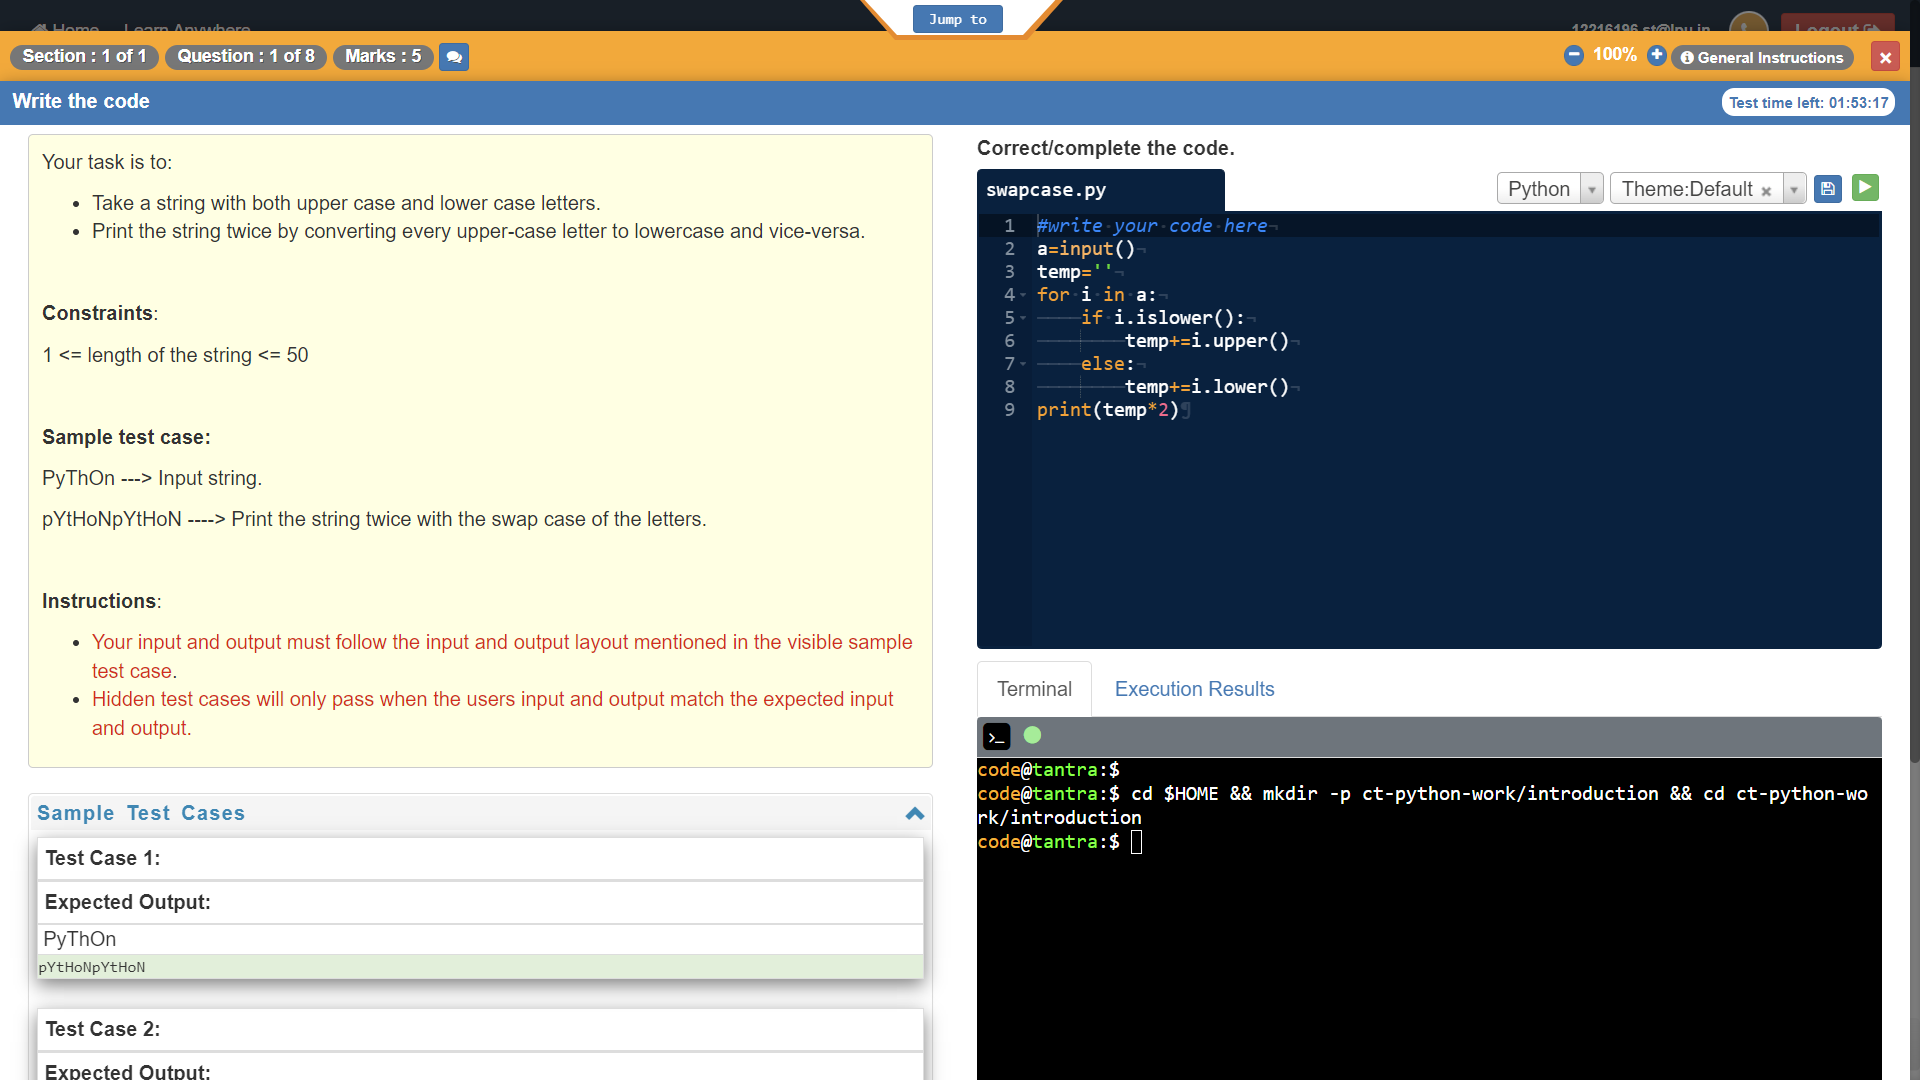 Jump to
Home Learn Anywhere
12216196.st@lpu.in
Logout
Section : 1 of 1 Question : 1 of 8 Marks : 5
100% General Instructions
Write the code
Test time left: 01:53:17
Your task is to:
Take a string with both upper case and lower case letters.
Print the string twice by converting every upper-case letter to lowercase and vice-versa.
Constraints:
1 <= length of the string <= 50
Sample test case:
PyThOn ---> Input string.
pYtHoNpYtHoN ----> Print the string twice with the swap case of the letters.
Instructions:
Your input and output must follow the input and output layout mentioned in the visible sample
test case.
Hidden test cases will only pass when the users input and output match the expected input
and output.
Sample Test Cases
Test Case 1:
Expected Output:
PyThOn
pYtHoNpYtHoN
Test Case 2:
Expected Output:
Correct/complete the code.
swapcase.py
Python Theme:Default
1 #write your code here
2 a=input()
3 temp=''
4 for i in a:
5 if i.islower():
6 temp+=i.upper()
7 else:
8 temp+=i.lower()
9 print(temp*2)
Terminal Execution Results
code@tantra:$
code@tantra:$ cd $HOME && mkdir -p ct-python-work/introduction && cd ct-python-wo
rk/introduction
code@tantra:$